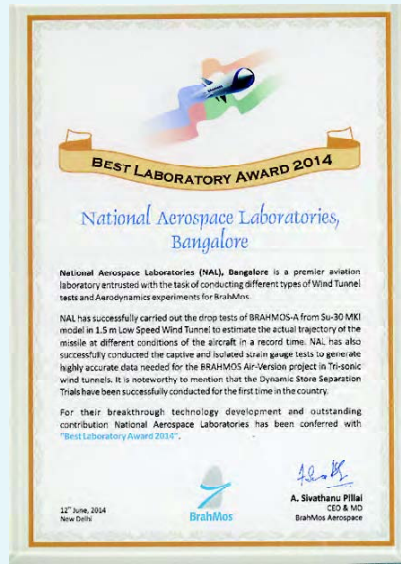 BEST LABORATORY AWARD 2014
National Aerospace Laboratories,
Bangalore
National Aerospace Laboratories (NAL), Bangalore is a premier aviation
laboratory entrusted with the task of conducting different types of Wind Tunnel
tests and Aerodynamics experiments for BrahMos.
NAL has successfully carried out the drop tests of BRAHMOS-A from Su-30 MKI
model in 1.5 m Low Speed Wind Tunnel to estimate the actual trajectory of the
missile at different conditions of the aircraft in a record time. NAL has also
successfully conducted the captive and isolated strain gauge tests to generate
highly accurate data needed for the BRAHMOS Air-Version project in Tri-sonic
wind tunnels. It is noteworthy to mention that the Dynamic Store Separation
Trials have been successfully conducted for the first time in the country.
For their breakthrough technology development and outstanding
contribution National Aerospace Laboratories has been conferred with
"Best Laboratory Award 2014".
12th June, 2014
New Delhi
BrahMos
A. Sivathanu Pillai
CEO & MD
BrahMos Aerospace